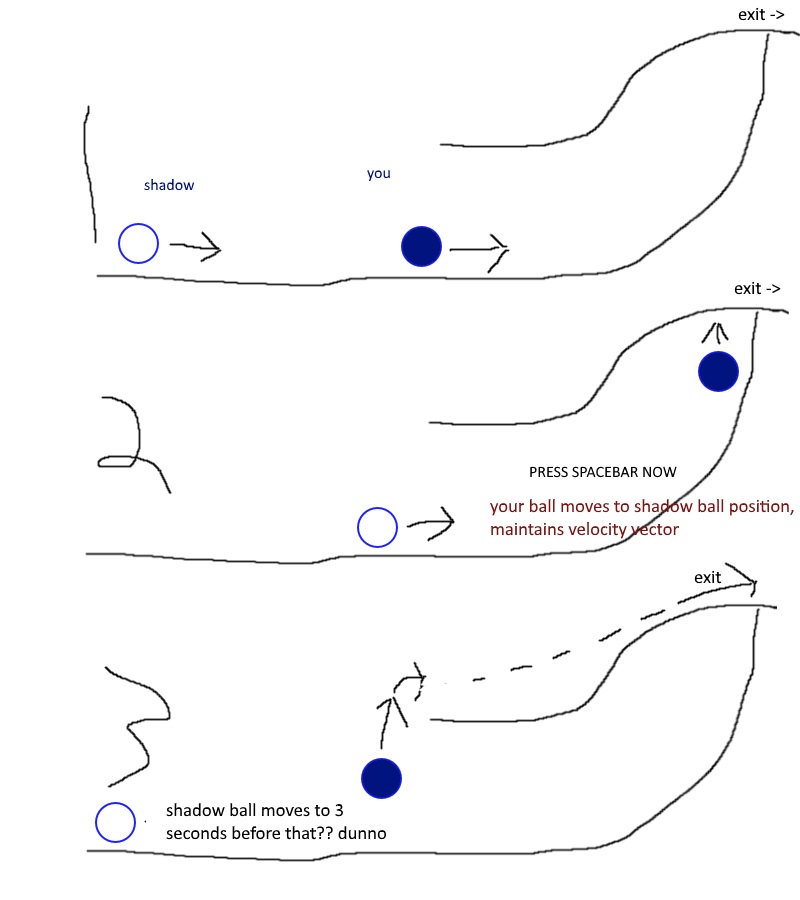 exit ->
you
shadow
exit ->
2
PRESS SPACEBAR NOW
your ball moves to shadow ball position,
maintains velocity vector
exit
3
shadow ball moves to 3
seconds before that?? dunno